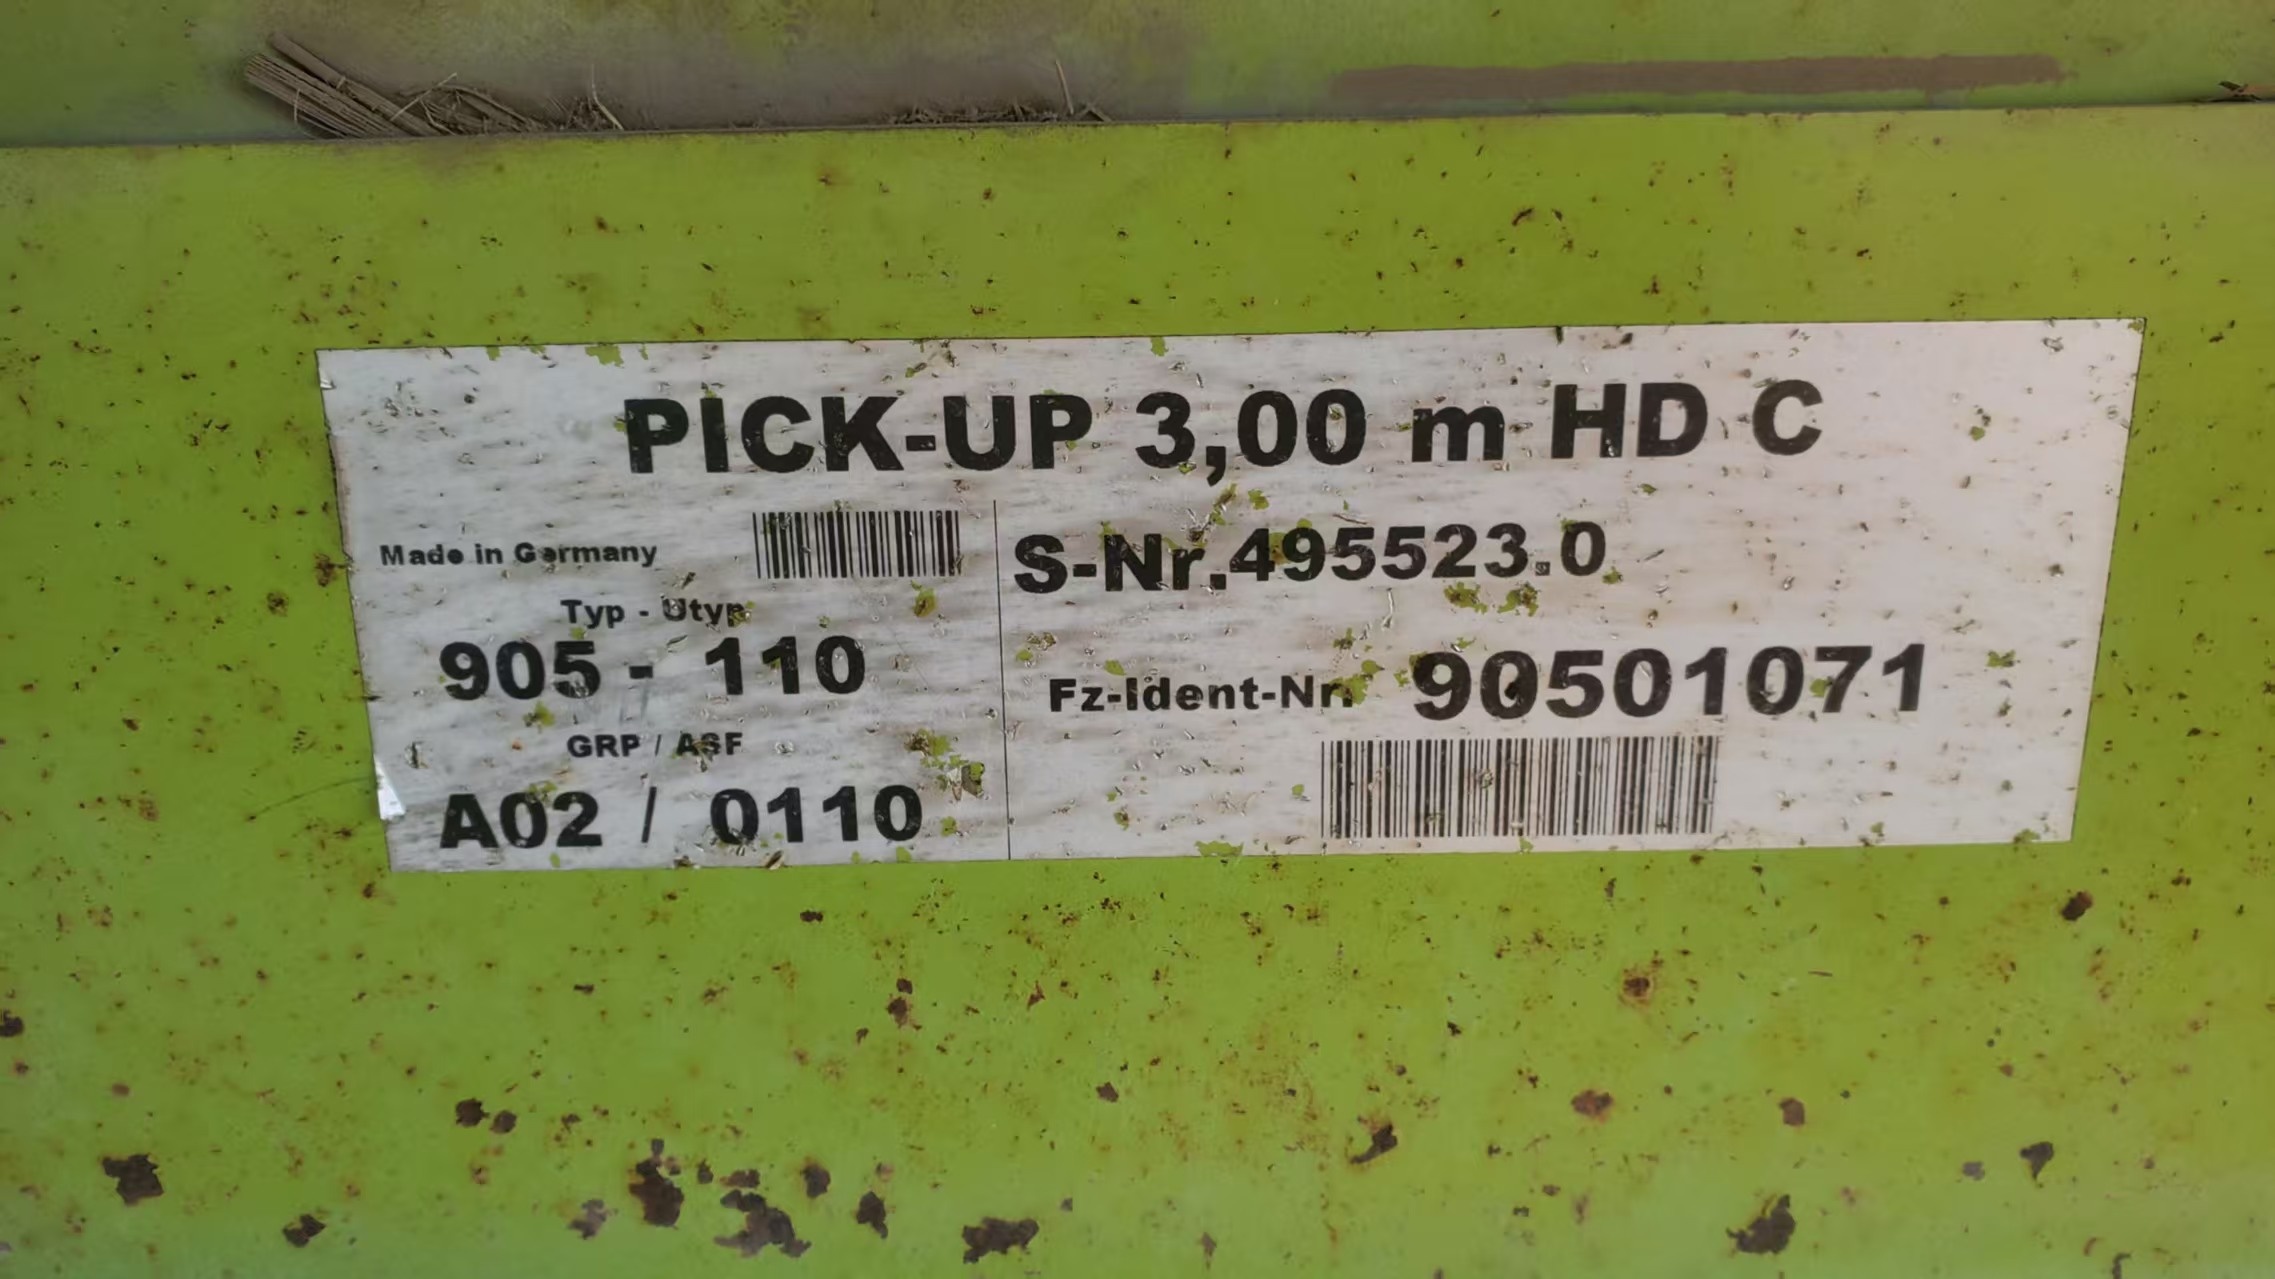 PICK-UP 3,00 m HD C
Made in Germany
Typ - Utyp
905 - 110
GRP / ASF
A02 / 0110
S-Nr.495523.0
Fz-Ident-Nr. 90501071